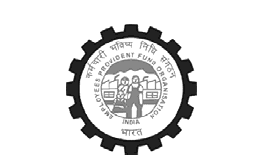 कर्मचारी भविष्य निधि संगठन
EMPLOYEES PROVIDENT FUND ORGANISATION
INDIA
भारत